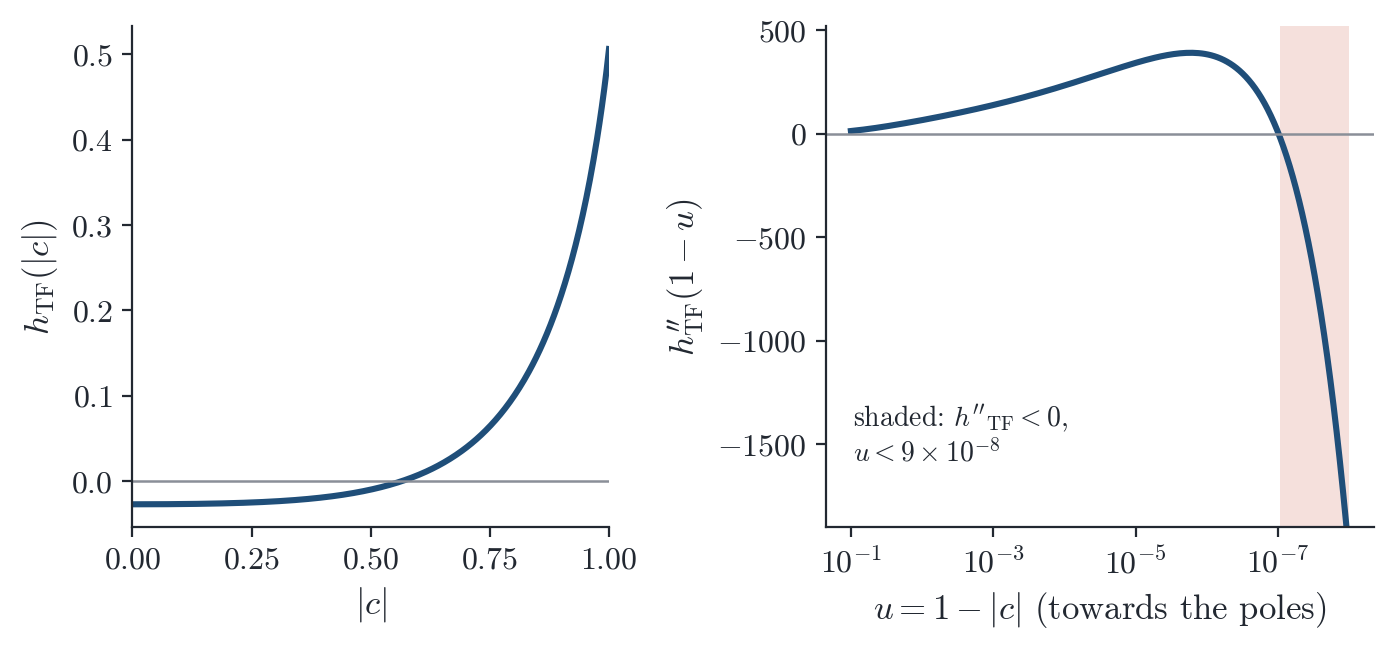 0.5
0.4
0.3
0.2
0.1
0.0
h_TF(|c|)
0.00 0.25 0.50 0.75 1.00
|c|
500
0
−500
−1000
−1500
h″_TF(1 − u)
shaded: h″_TF < 0,
u < 9 × 10⁻⁸
10⁻¹ 10⁻³ 10⁻⁵ 10⁻⁷
u = 1 − |c| (towards the poles)